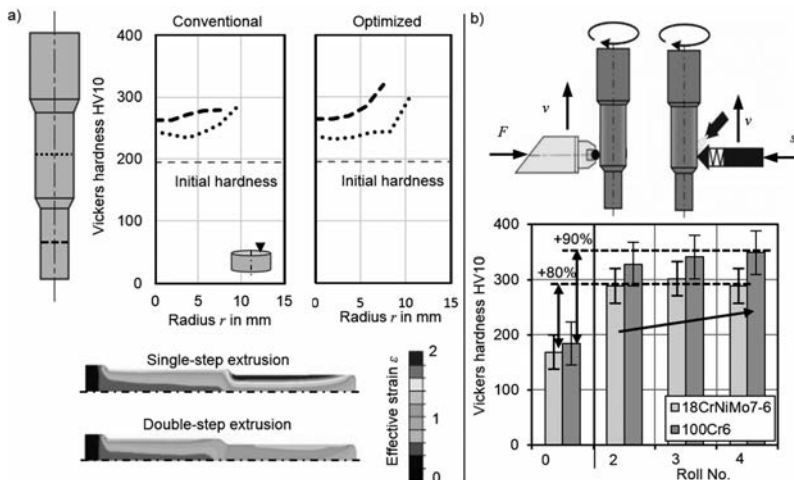 a)
Conventional
Optimized
Vickers hardness HV10
400
300
200
100
0
Initial hardness
Initial hardness
0 5 10 15
0 5 10 15
Radius r in mm
Radius r in mm
Single-step extrusion
Double-step extrusion
Effective strain ε
2
1
0
b)
v
F
v
s
Vickers hardness HV10
400
300
200
100
0
+90%
+80%
18CrNiMo7-6
100Cr6
0 2 3 4
Roll No.